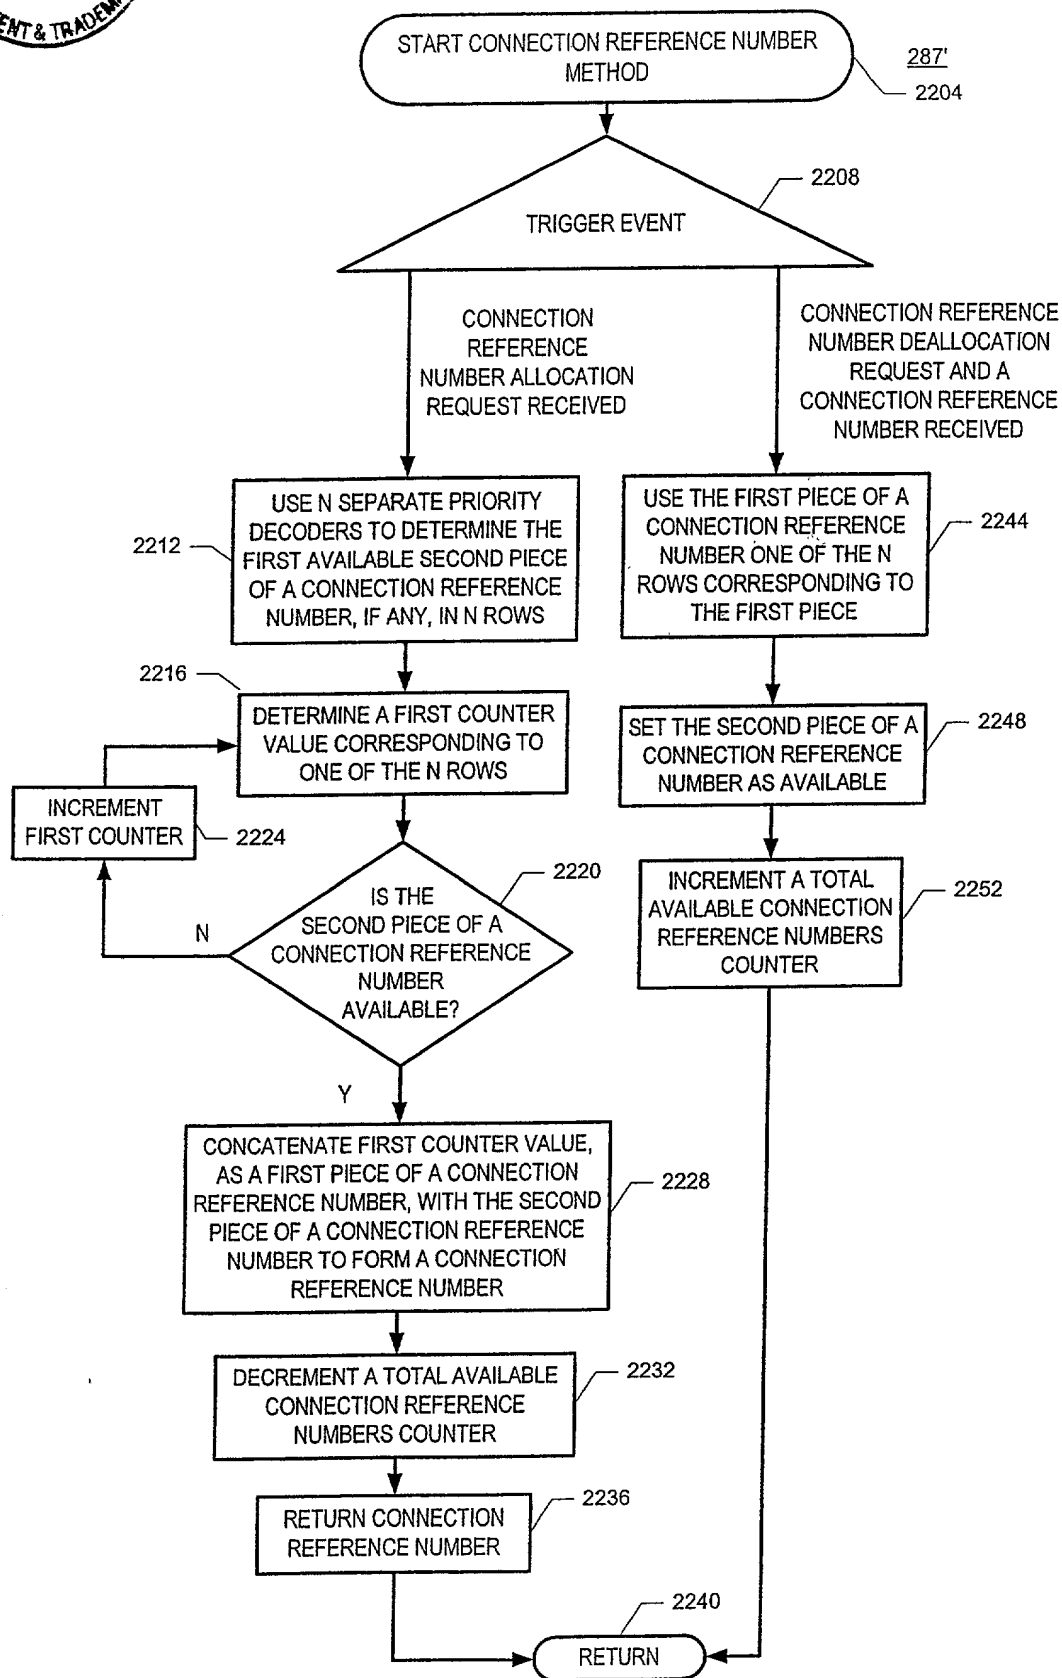 ENT & TRADEM
START CONNECTION REFERENCE NUMBER
METHOD
287'
2204
2208
TRIGGER EVENT
CONNECTION
REFERENCE
NUMBER ALLOCATION
REQUEST RECEIVED
CONNECTION REFERENCE
NUMBER DEALLOCATION
REQUEST AND A
CONNECTION REFERENCE
NUMBER RECEIVED
2212
USE N SEPARATE PRIORITY
DECODERS TO DETERMINE THE
FIRST AVAILABLE SECOND PIECE
OF A CONNECTION REFERENCE
NUMBER, IF ANY, IN N ROWS
USE THE FIRST PIECE OF A
CONNECTION REFERENCE
NUMBER ONE OF THE N
ROWS CORRESPONDING TO
THE FIRST PIECE
2244
2216
DETERMINE A FIRST COUNTER
VALUE CORRESPONDING TO
ONE OF THE N ROWS
SET THE SECOND PIECE OF A
CONNECTION REFERENCE
NUMBER AS AVAILABLE
2248
INCREMENT
FIRST COUNTER
2224
2220
IS THE
SECOND PIECE OF A
CONNECTION REFERENCE
NUMBER
AVAILABLE?
N
Y
INCREMENT A TOTAL
AVAILABLE CONNECTION
REFERENCE NUMBERS
COUNTER
2252
CONCATENATE FIRST COUNTER VALUE,
AS A FIRST PIECE OF A CONNECTION
REFERENCE NUMBER, WITH THE SECOND
PIECE OF A CONNECTION REFERENCE
NUMBER TO FORM A CONNECTION
REFERENCE NUMBER
2228
DECREMENT A TOTAL AVAILABLE
CONNECTION REFERENCE
NUMBERS COUNTER
2232
RETURN CONNECTION
REFERENCE NUMBER
2236
2240
RETURN